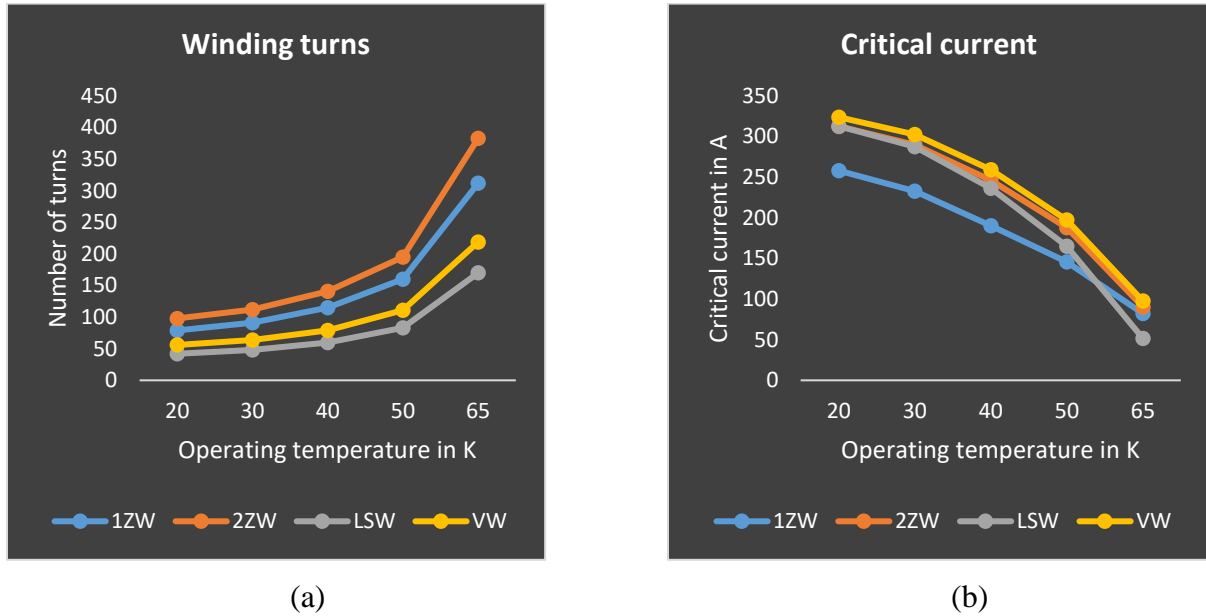 Winding turns
450
400
350
300
250
200
150
100
50
0
Number of turns
20 30 40 50 65
Operating temperature in K
1ZW 2ZW LSW VW
(a)
Critical current
350
300
250
200
150
100
50
0
Critical current in A
20 30 40 50 65
Operating temperature in K
1ZW 2ZW LSW VW
(b)